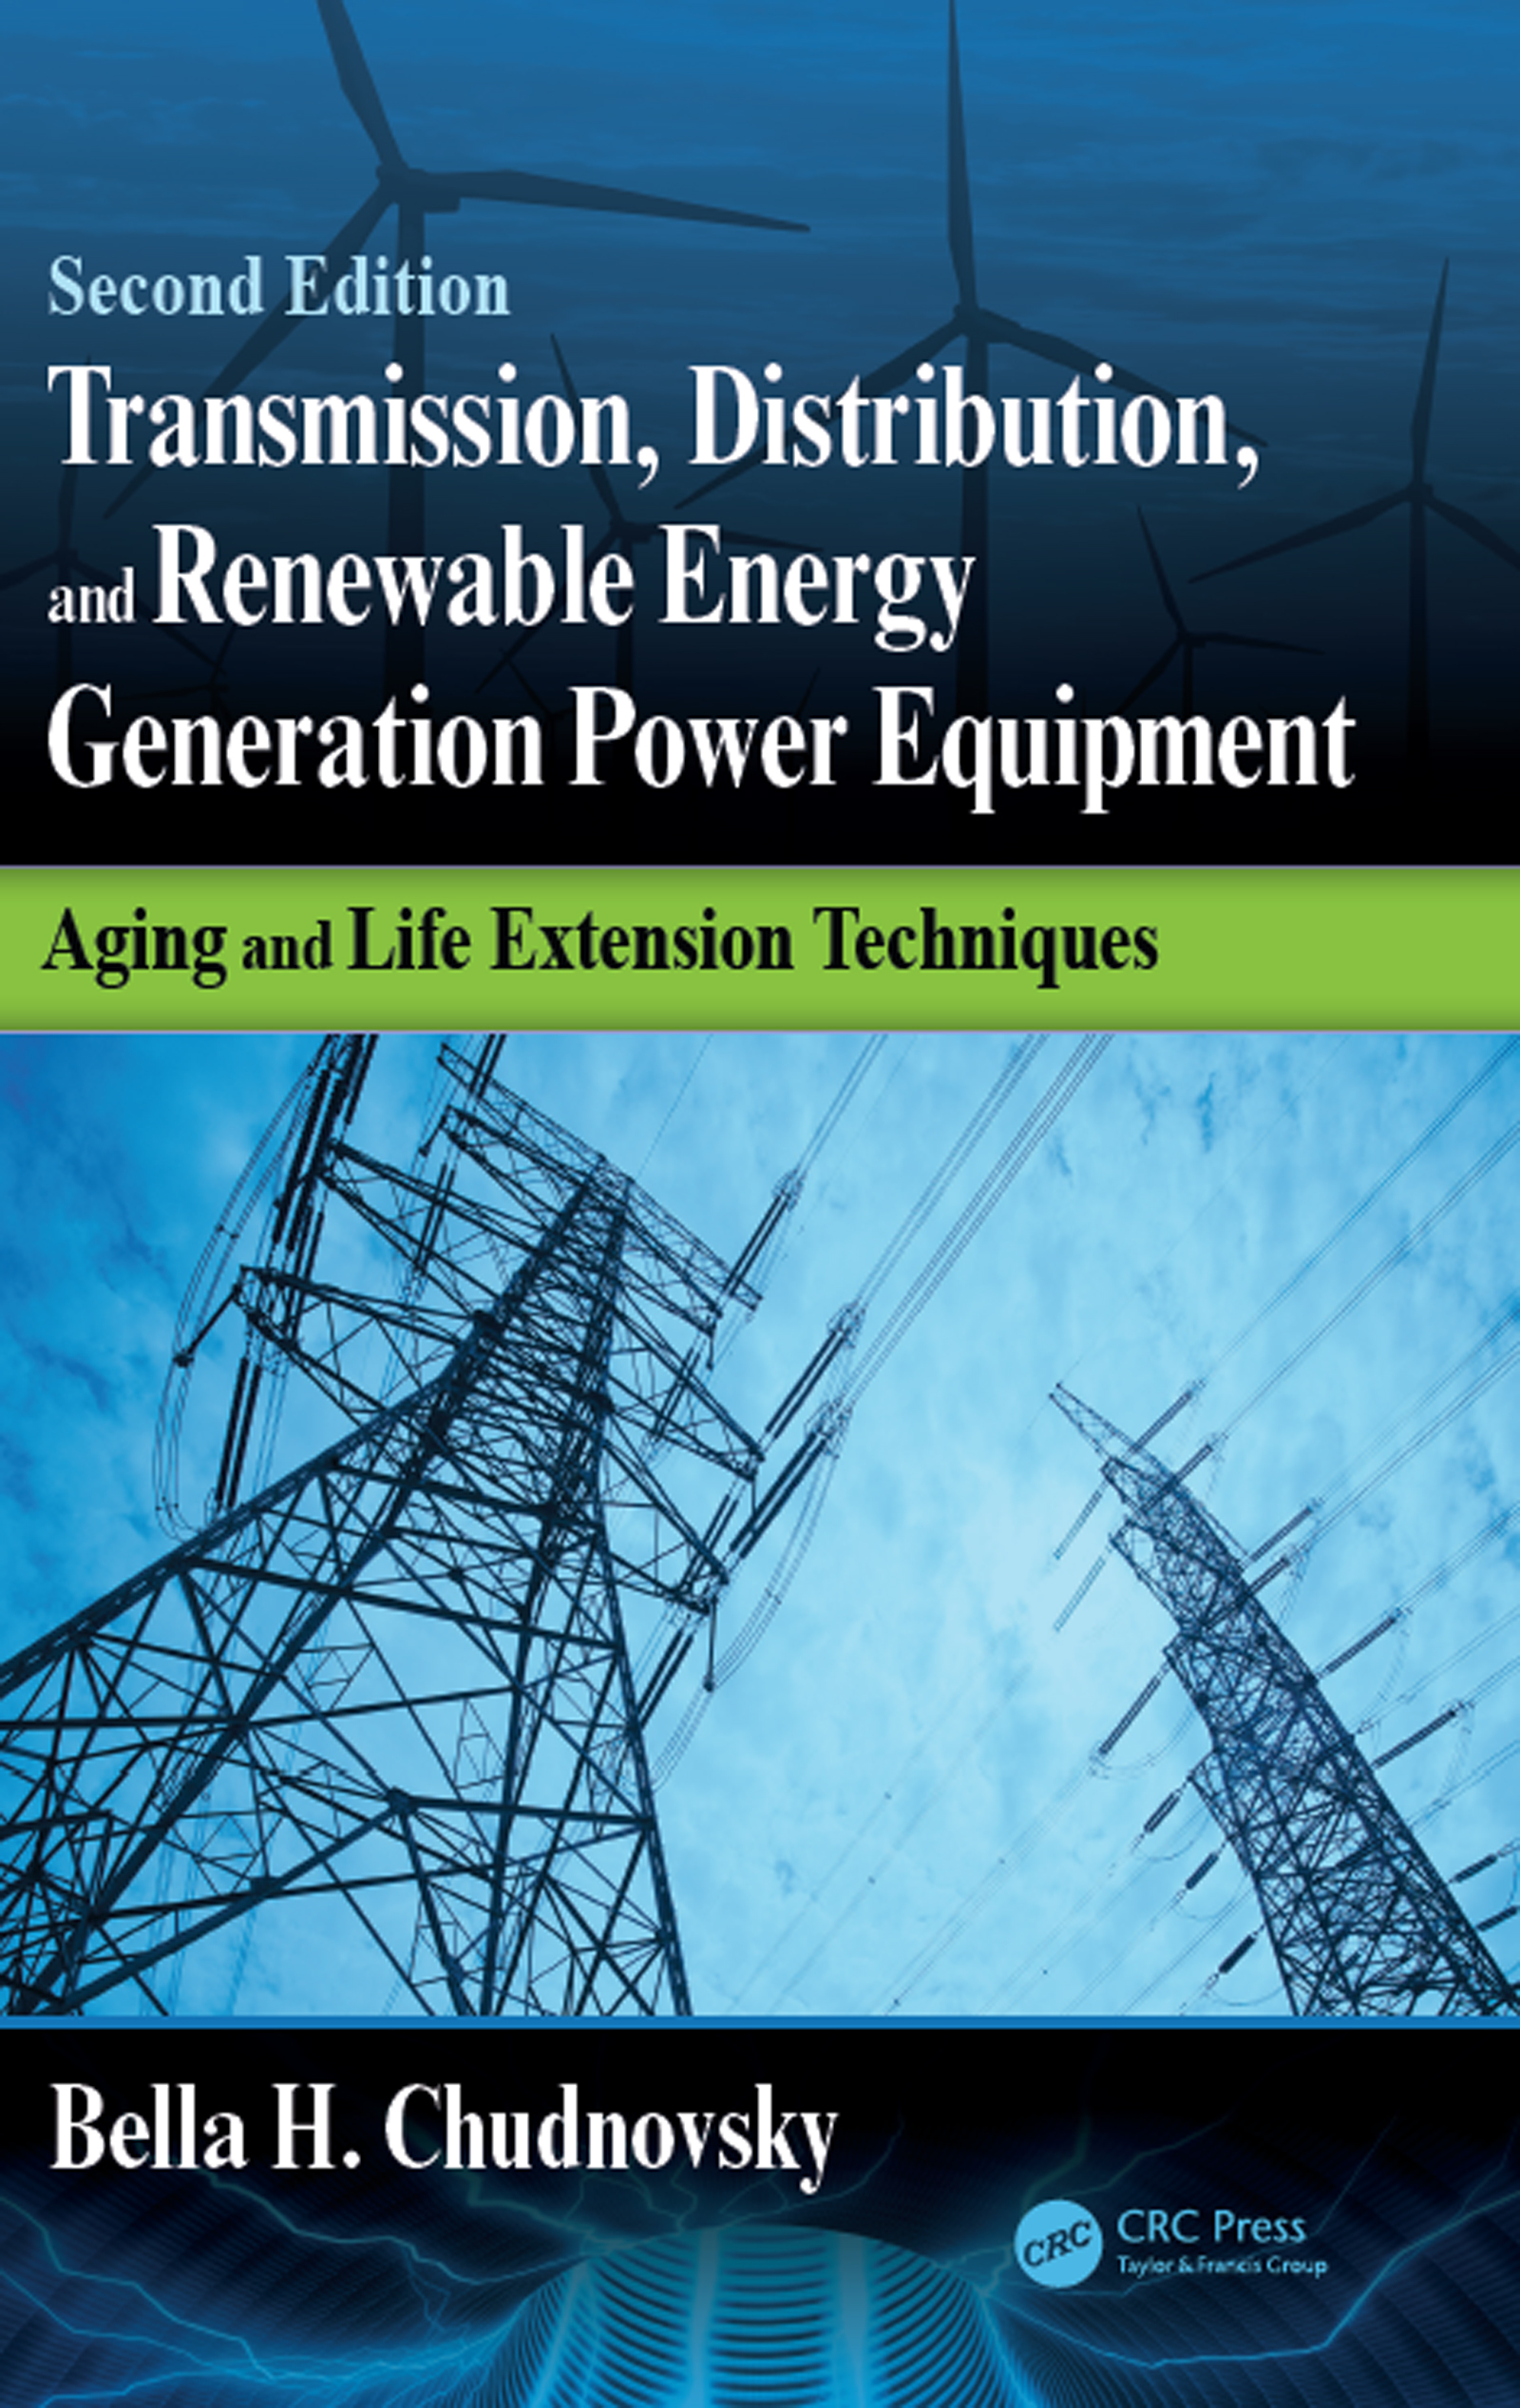 Second Edition
Transmission, Distribution,
and Renewable Energy
Generation Power Equipment
Aging and Life Extension Techniques
Bella H. Chudnovsky
CRC
CRC Press
Taylor & Francis Group